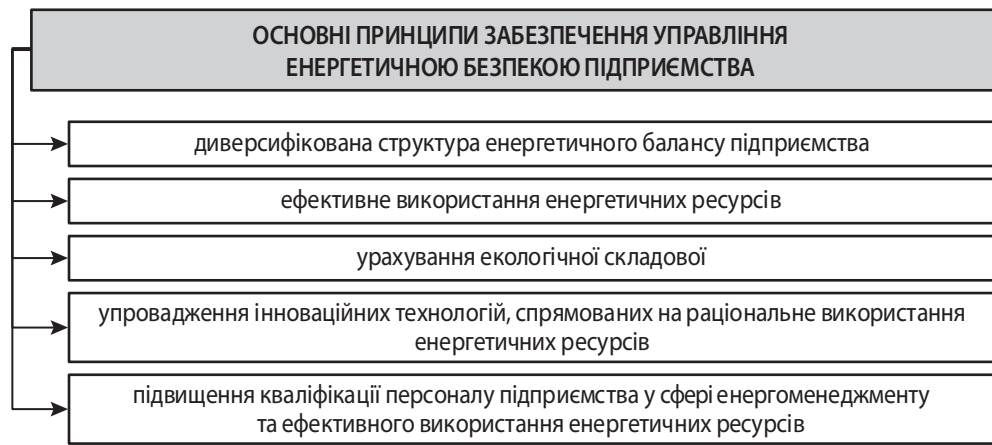 ОСНОВНІ ПРИНЦИПИ ЗАБЕЗПЕЧЕННЯ УПРАВЛІННЯ
ЕНЕРГЕТИЧНОЮ БЕЗПЕКОЮ ПІДПРИЄМСТВА
диверсифікована структура енергетичного балансу підприємства
ефективне використання енергетичних ресурсів
урахування екологічної складової
упровадження інноваційних технологій, спрямованих на раціональне використання
енергетичних ресурсів
підвищення кваліфікації персоналу підприємства у сфері енергоменеджменту
та ефективного використання енергетичних ресурсів